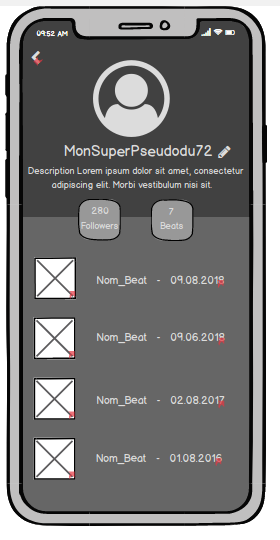 09:52 AM
MonSuperPseudodu72
Description Lorem ipsum dolor sit amet, consectetur
adipiscing elit. Morbi vestibulum nisi sit.
280
Followers
7
Beats
Nom_Beat - 09.08.2018
Nom_Beat - 09.06.2018
Nom_Beat - 02.08.2017
Nom_Beat - 01.08.2016